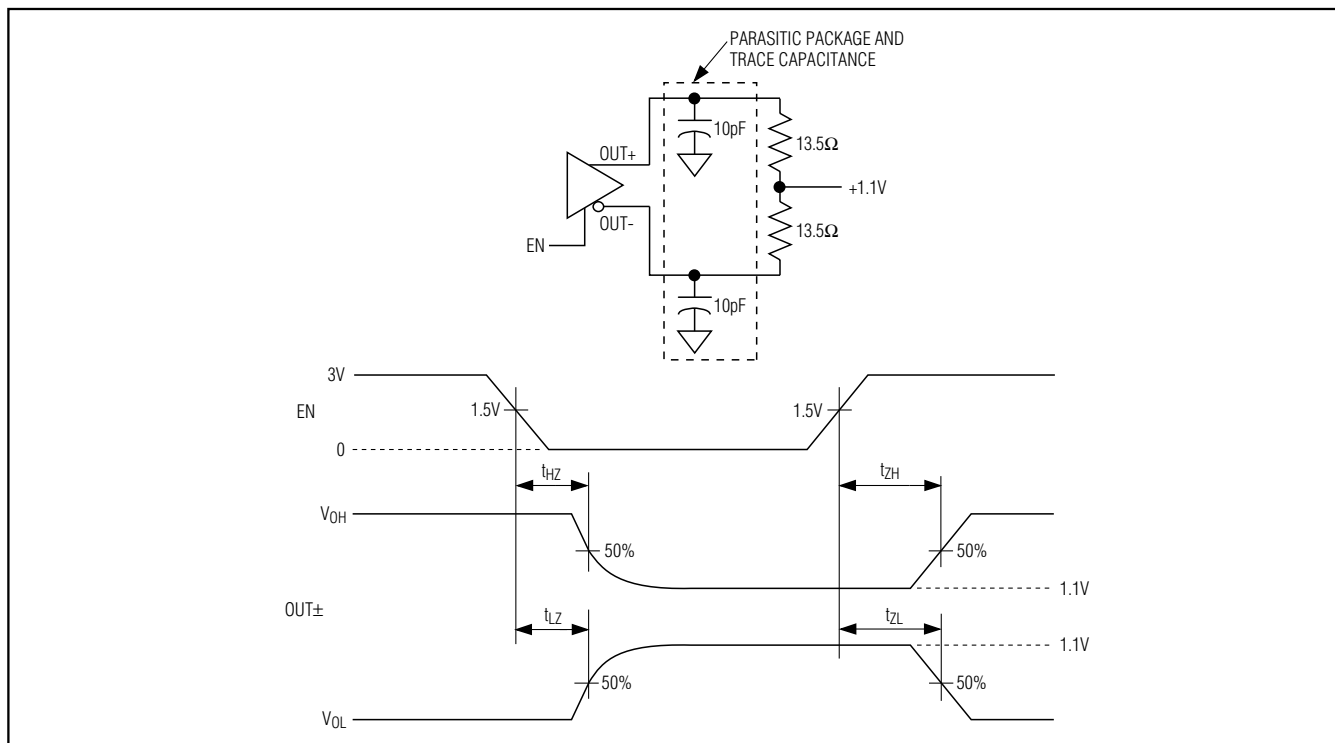 PARASITIC PACKAGE AND
TRACE CAPACITANCE
10pF
13.5Ω
OUT+
+1.1V
OUT-
13.5Ω
EN
10pF
3V
EN
1.5V
1.5V
0
tHZ
tZH
VOH
50%
50%
1.1V
OUT±
tLZ
tZL
1.1V
50%
50%
VOL